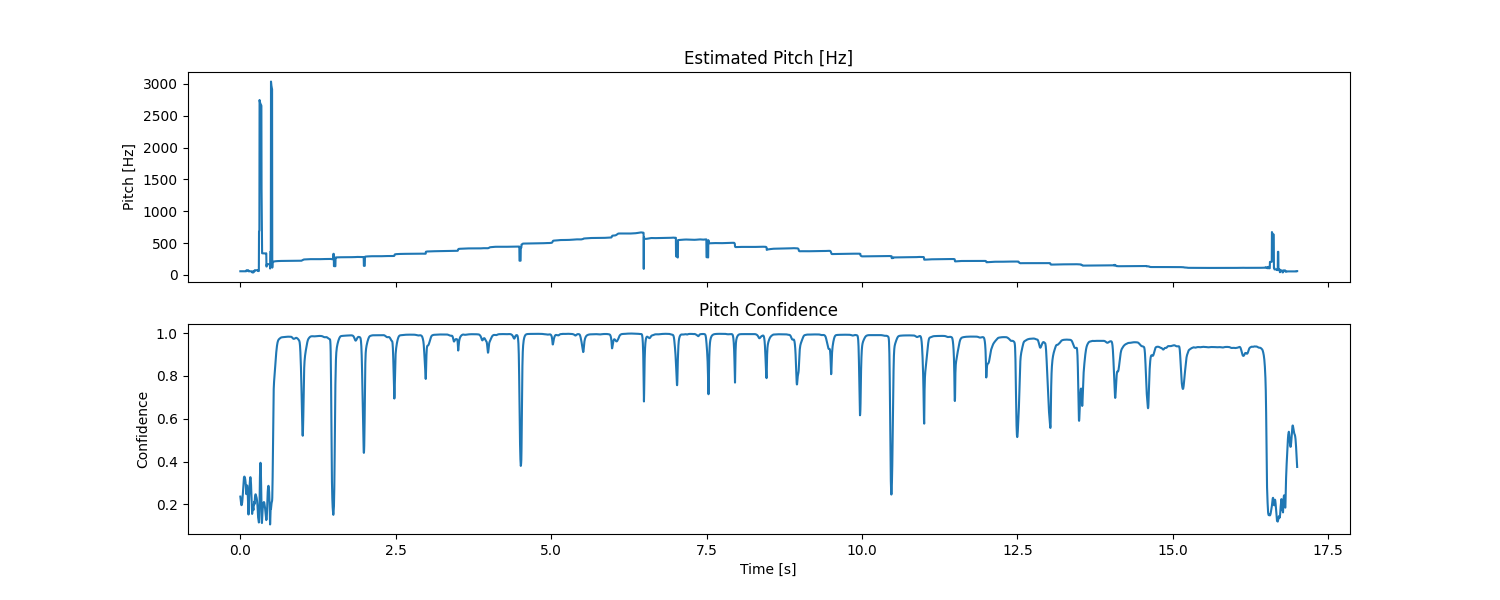 Estimated Pitch [Hz]
3000
2500
2000
1500
1000
500
0
Pitch [Hz]
Pitch Confidence
1.0
0.8
0.6
0.4
0.2
Confidence
0.0 2.5 5.0 7.5 10.0 12.5 15.0 17.5
Time [s]